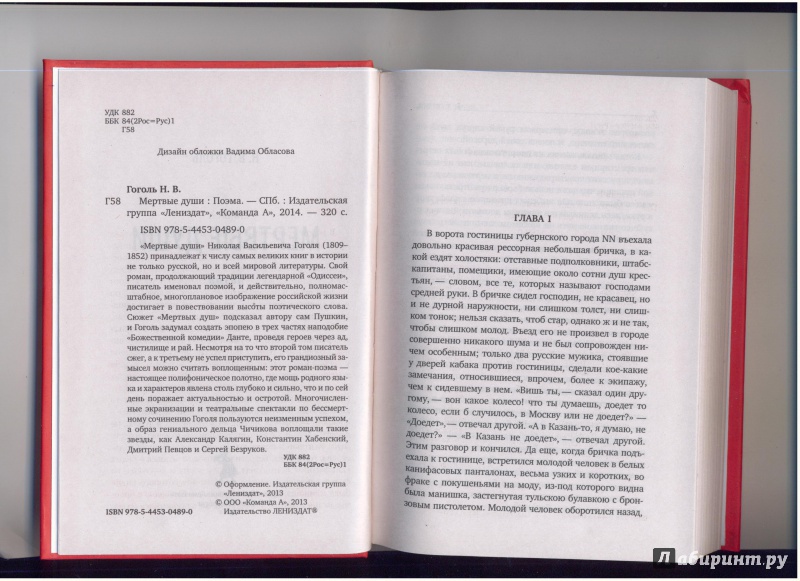 УДК 882
ББК 84(2Рос=Рус)1
Г58
Дизайн обложки Вадима Обласова
Гоголь Н. В.
Г58 Мертвые души : Поэма. — СПб. : Издательская
группа «Лениздат», «Команда А», 2014. — 320 с.
ISBN 978-5-4453-0489-0
«Мертвые души» Николая Васильевича Гоголя (1809–
1852) принадлежат к числу самых великих книг в истории
не только русской, но и всей мировой литературы. Свой
роман, продолжающий традиции легендарной «Одиссеи»,
писатель именовал поэмой, и действительно, полномас-
штабное, многоплановое изображение российской жизни
достигает в повествовании высо́ты поэтического слова.
Сюжет «Мертвых душ» подсказал автору сам Пушкин,
и Гоголь задумал создать эпопею в трех частях наподобие
«Божественной комедии» Данте, проведя героев через ад,
чистилище и рай. Несмотря на то что второй том писатель
сжег, а к третьему не успел приступить, его грандиозный за-
мысел можно считать воплощенным: этот роман-поэма —
настоящее полифоническое полотно, где мощь родного язы-
ка и характеров явлена столь глубоко и сильно, что и по сей
день поражает актуальностью и остротой. Многочислен-
ные экранизации и театральные спектакли по бессмерт-
ному сочинению Гоголя пользуются неизменным успехом,
а образ гениального дельца Чичикова воплощали такие
звезды, как Александр Калягин, Константин Хабенский,
Дмитрий Певцов и Сергей Безруков.
УДК 882
ББК 84(2Рос=Рус)1
© Оформление. Издательская группа
«Лениздат», 2013
© ООО «Команда А», 2013
ISBN 978-5-4453-0489-0 Издательство ЛЕНИЗДАТ®
ГЛАВА I
В ворота гостиницы губернского города NN въехала
довольно красивая рессорная небольшая бричка, в ка-
кой ездят холостяки: отставные подполковники, штабс-
капитаны, помещики, имеющие около сотни душ крес-
тьян, — словом, все те, которых называют господами
средней руки. В бричке сидел господин, не красавец, но
и не дурной наружности, ни слишком толст, ни слиш-
ком тонок; нельзя сказать, чтоб стар, однако ж и не так,
чтобы слишком молод. Въезд его не произвел в городе
совершенно никакого шума и не был сопровожден ни-
чем особенным; только два русские мужика, стоявшие
у дверей кабака против гостиницы, сделали кое-какие
замечания, относившиеся, впрочем, более к экипажу,
чем к сидевшему в нем. «Вишь ты, — сказал один дру-
гому, — вон какое колесо! что ты думаешь, доедет то
колесо, если б случилось, в Москву или не доедет?» —
«Доедет», — отвечал другой. «А в Казань-то, я думаю, не
доедет?» — «В Казань не доедет», — отвечал другой.
Этим разговор и кончился. Да еще, когда бричка подъ-
ехала к гостинице, встретился молодой человек в белых
канифасовых панталонах, весьма узких и коротких, во
фраке с покушеньями на моду, из-под которого видна
была манишка, застегнутая тульскою булавкою с брон-
зовым пистолетом. Молодой человек оборотился назад,
Лабиринт.ру